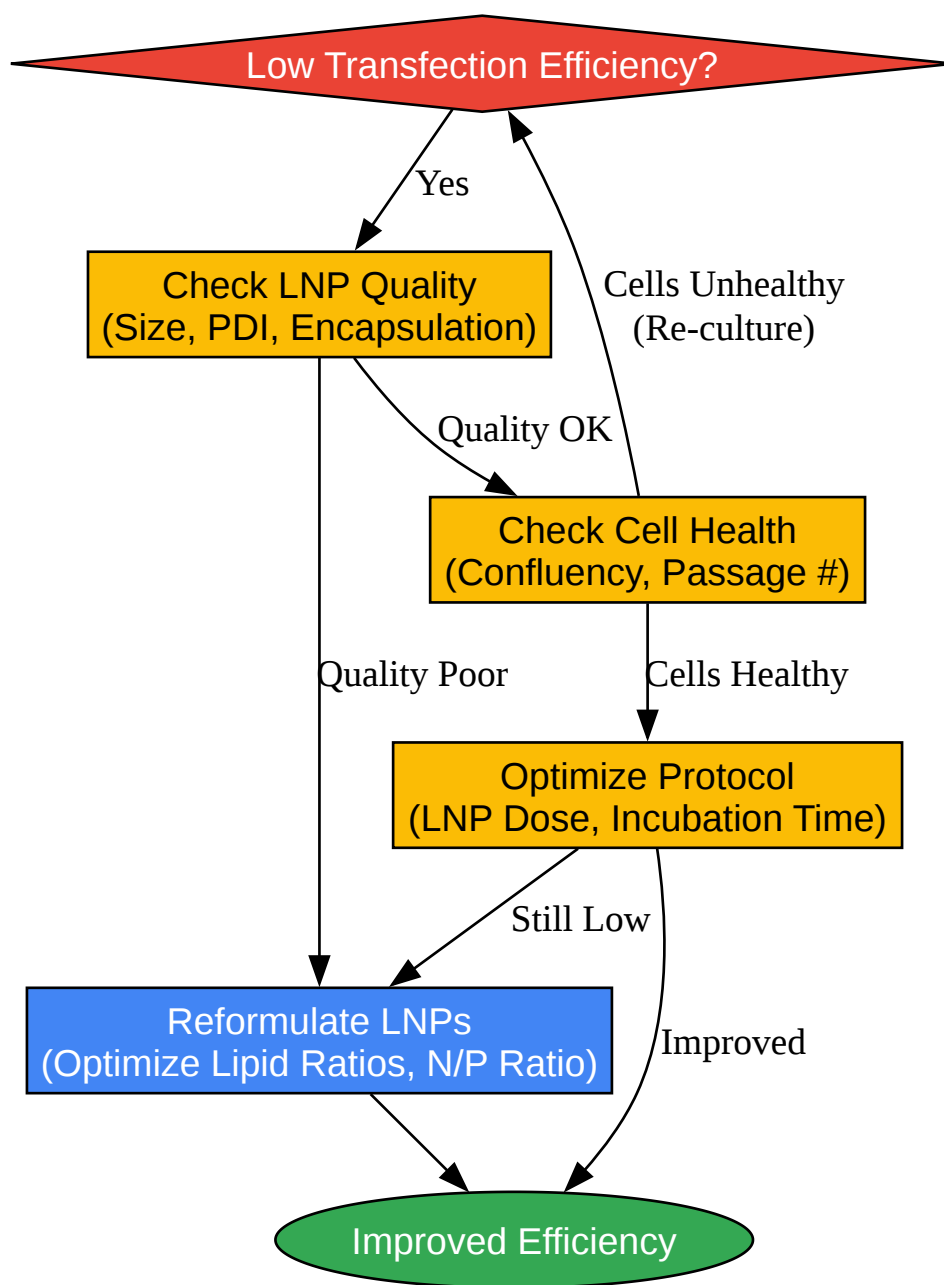 Low Transfection Efficiency?
Yes
Check LNP Quality
(Size, PDI, Encapsulation)
Cells Unhealthy
(Re-culture)
Quality OK
Check Cell Health
(Confluency, Passage #)
Quality Poor
Cells Healthy
Optimize Protocol
(LNP Dose, Incubation Time)
Still Low
Reformulate LNPs
(Optimize Lipid Ratios, N/P Ratio)
Improved
Improved Efficiency